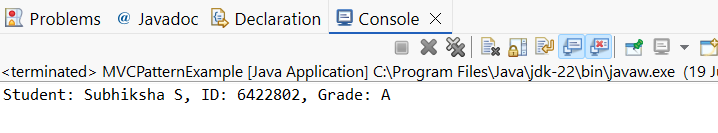 Problems @ Javadoc Declaration Console
<terminated> MVCPatternExample [Java Application] C:\Program Files\Java\jdk-22\bin\javaw.exe (19 Ju
Student: Subhiksha S, ID: 6422802, Grade: A